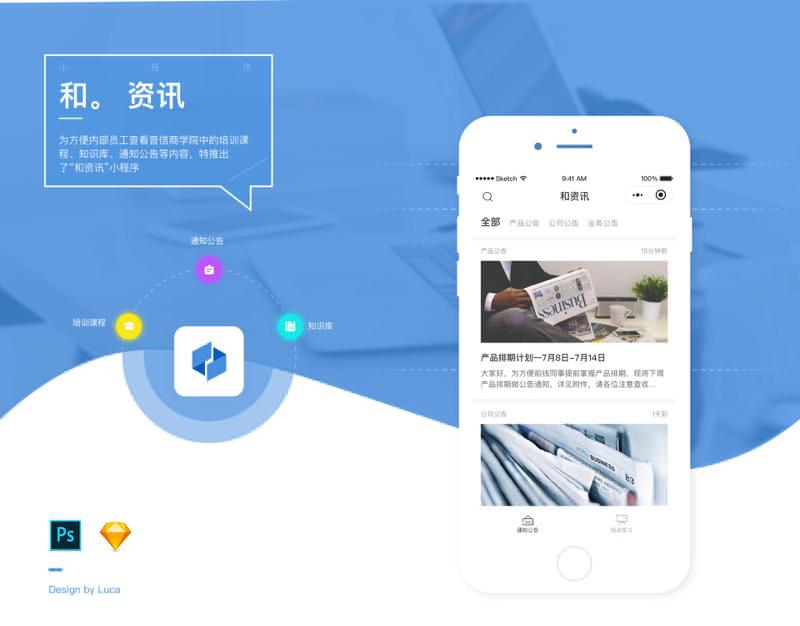 小 程 序
和。 资讯
为方便内部员工查看晋信商学院中的培训课
程、知识库、通知公告等内容，特推出
了“和资讯”小程序
通知公告
培训课程
知识库
Ps
Design by Luca
Sketch 9:41 AM 100%
和资讯
全部 产品公告 公司公告 业务公告
产品公告 15分钟前
Business
产品排期计划—7月8日-7月14日
大家好，为方便前线同事提前掌握产品排期，现将下周
产品排期做公告通知，详见附件，请各位注意查收...
公司公告 1天前
BUSINESS
B3
通知公告 培训学习